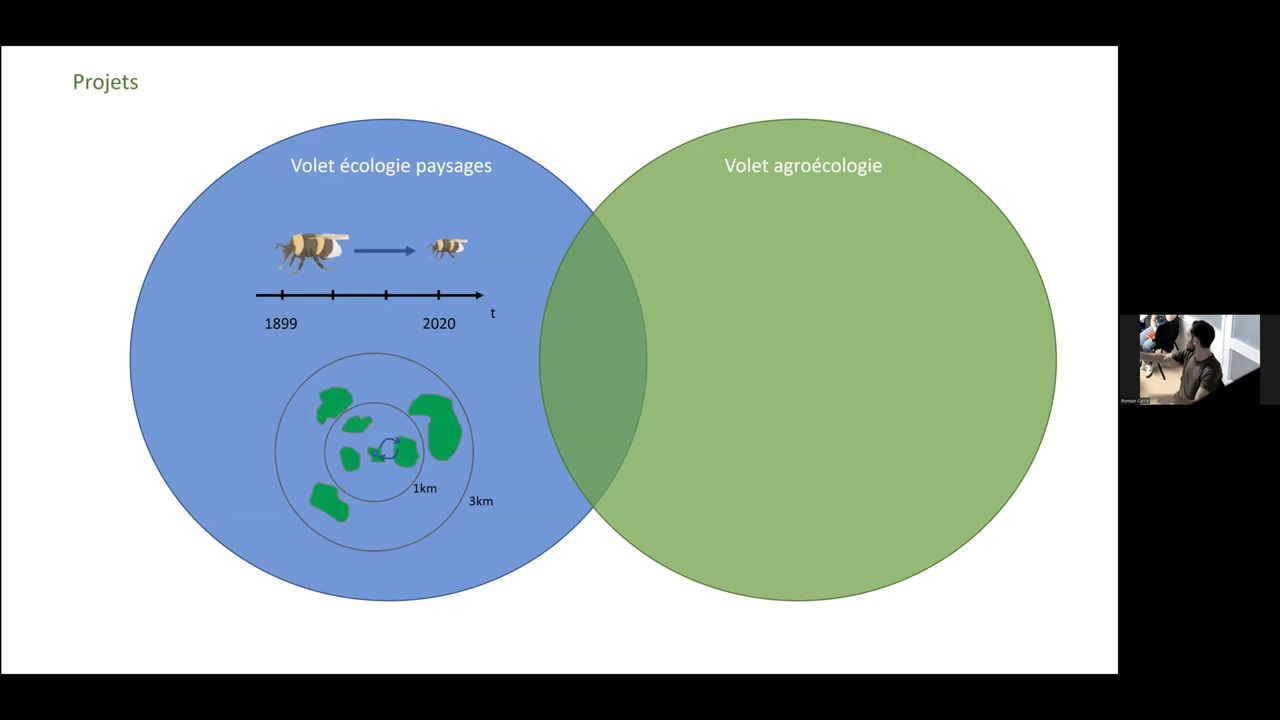 Projets
Volet écologie paysages
Volet agroécologie
t
1899
2020
1km
3km